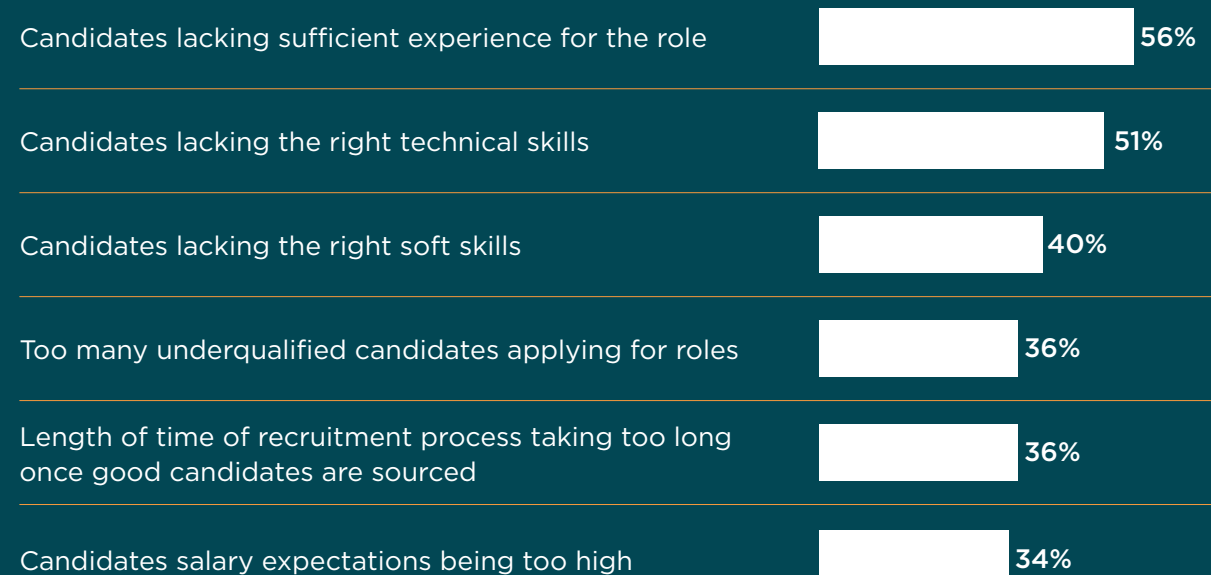 Candidates lacking sufficient experience for the role 56%
Candidates lacking the right technical skills 51%
Candidates lacking the right soft skills 40%
Too many underqualified candidates applying for roles 36%
Length of time of recruitment process taking too long
once good candidates are sourced 36%
Candidates salary expectations being too high 34%